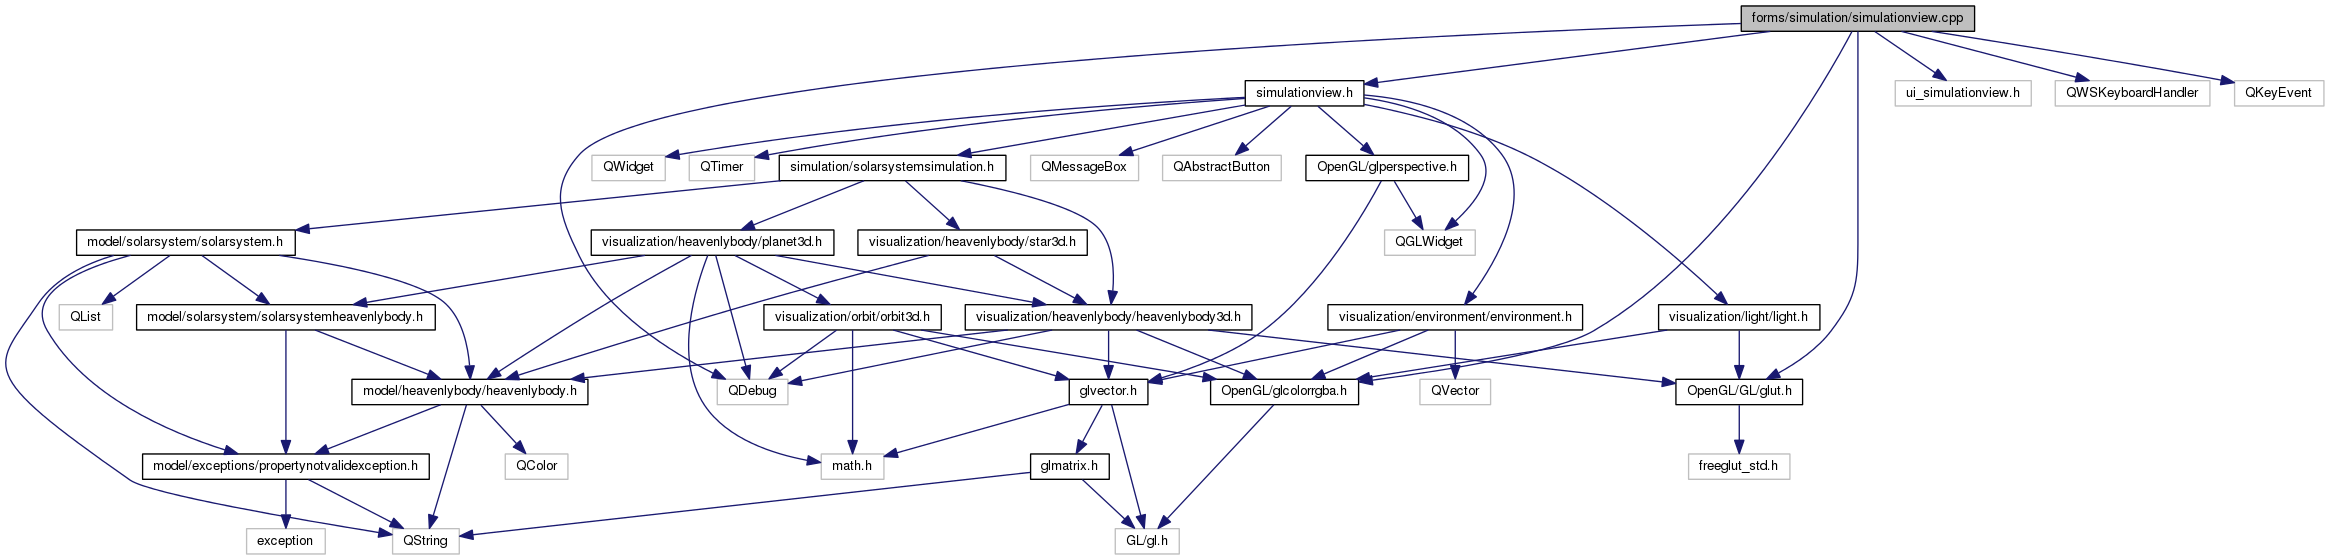 forms/simulation/simulationview.cpp
simulationview.h
ui_simulationview.h
QWSKeyboardHandler
QKeyEvent
QWidget
QTimer
simulation/solarsystemsimulation.h
QMessageBox
QAbstractButton
OpenGL/glperspective.h
model/solarsystem/solarsystem.h
visualization/heavenlybody/planet3d.h
visualization/heavenlybody/star3d.h
QGLWidget
QList
model/solarsystem/solarsystemheavenlybody.h
visualization/orbit/orbit3d.h
visualization/heavenlybody/heavenlybody3d.h
visualization/environment/environment.h
visualization/light/light.h
model/heavenlybody/heavenlybody.h
QDebug
glvector.h
OpenGL/glcolorrgba.h
QVector
OpenGL/GL/glut.h
model/exceptions/propertynotvalidexception.h
QColor
math.h
glmatrix.h
freeglut_std.h
exception
QString
GL/gl.h